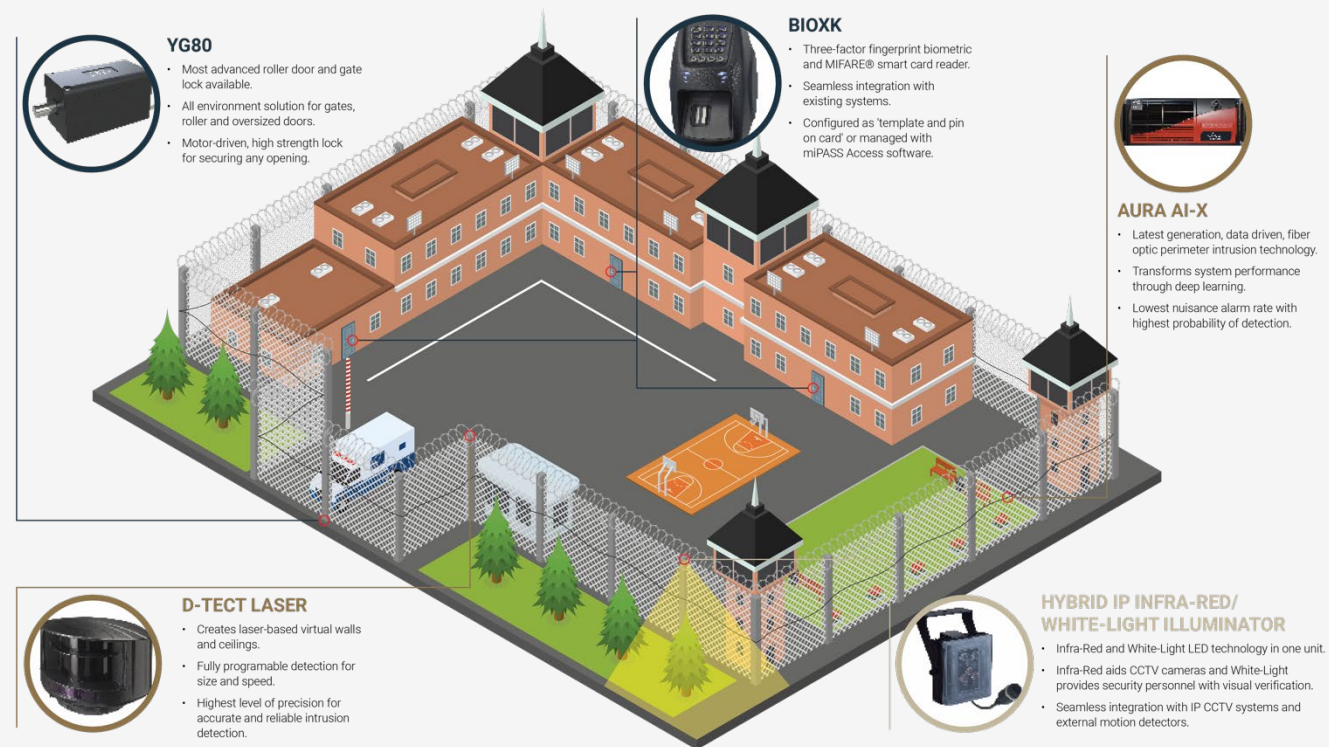 YG80
• Most advanced roller door and gate
lock available.
• All environment solution for gates,
roller and oversized doors.
• Motor-driven, high strength lock
for securing any opening.
BIOXK
• Three-factor fingerprint biometric
and MIFARE® smart card reader.
• Seamless integration with
existing systems.
• Configured as 'template and pin
on card' or managed with
miPASS Access software.
AURA AI-X
• Latest generation, data driven, fiber
optic perimeter intrusion technology.
• Transforms system performance
through deep learning.
• Lowest nuisance alarm rate with
highest probability of detection.
D-TECT LASER
• Creates laser-based virtual walls
and ceilings.
• Fully programable detection for
size and speed.
• Highest level of precision for
accurate and reliable intrusion
detection.
HYBRID IP INFRA-RED/
WHITE-LIGHT ILLUMINATOR
• Infra-Red and White-Light LED technology in one unit.
• Infra-Red aids CCTV cameras and White-Light
provides security personnel with visual verification.
• Seamless integration with IP CCTV systems and
external motion detectors.